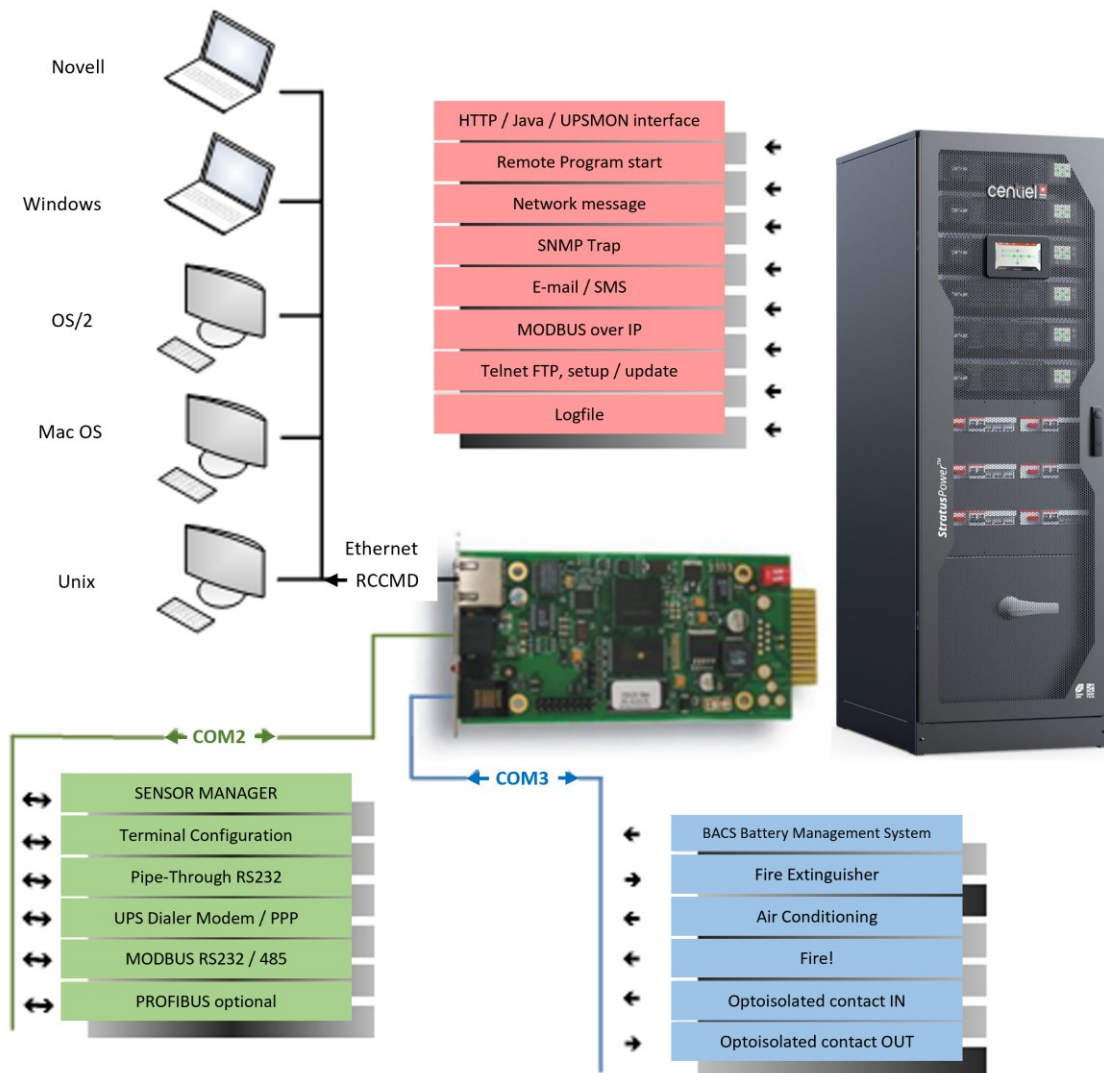 Novell
Windows
OS/2
Mac OS
Unix
HTTP / Java / UPSMON interface
Remote Program start
Network message
SNMP Trap
E-mail / SMS
MODBUS over IP
Telnet FTP, setup / update
Logfile
centiel
StratusPower™
Ethernet
RCCMD
COM2
COM3
SENSOR MANAGER
Terminal Configuration
Pipe-Through RS232
UPS Dialer Modem / PPP
MODBUS RS232 / 485
PROFIBUS optional
BACS Battery Management System
Fire Extinguisher
Air Conditioning
Fire!
Optoisolated contact IN
Optoisolated contact OUT